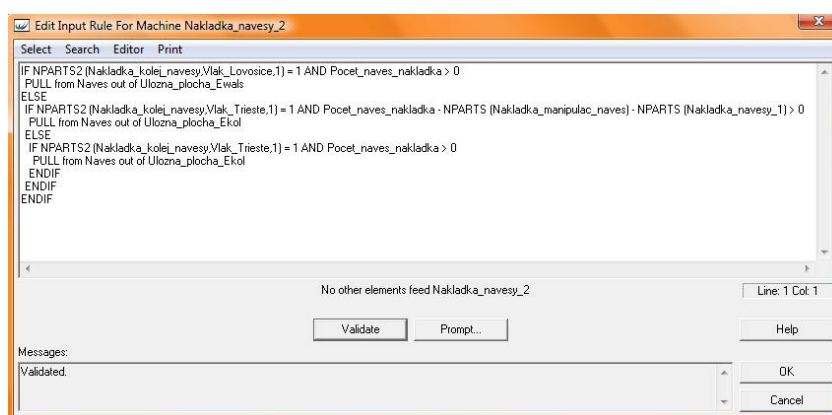 Edit Input Rule For Machine Nakladka_navesy_2
Select Search Editor Print
IF NPARTS2 (Nakladka_kolej_navesy,Vlak_Lovosice,1) = 1 AND Pocet_naves_nakladka > 0
PULL from Naves out of Ulozna_plocha_Ewals
ELSE
IF NPARTS2 (Nakladka_kolej_navesy,Vlak_Trieste,1) = 1 AND Pocet_naves_nakladka - NPARTS (Nakladka_manipulac_naves) - NPARTS (Nakladka_navesy_1) > 0
PULL from Naves out of Ulozna_plocha_Ekol
ELSE
IF NPARTS2 (Nakladka_kolej_navesy,Vlak_Trieste,1) = 1 AND Pocet_naves_nakladka > 0
PULL from Naves out of Ulozna_plocha_Ekol
ENDIF
ENDIF
ENDIF
No other elements feed Nakladka_navesy_2
Line: 1 Col: 1
Validate Prompt... Help
Messages:
Validated.
OK
Cancel